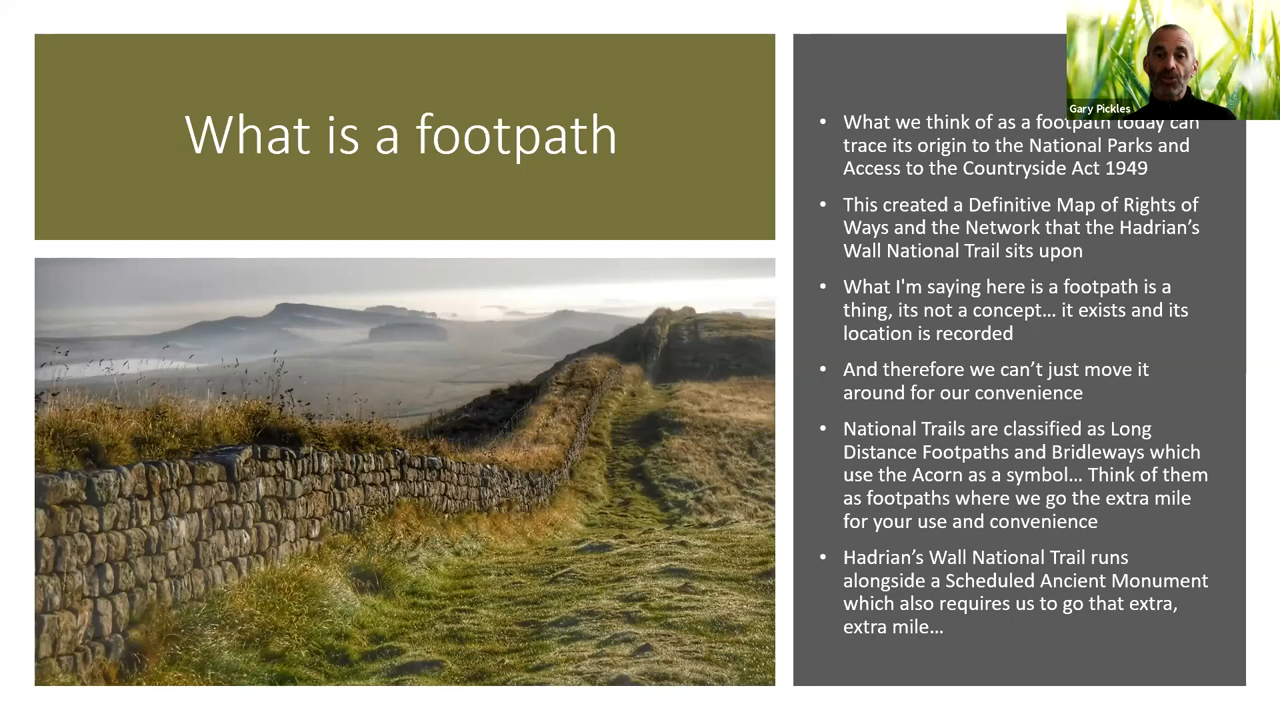 What is a footpath
Gary Pickles
• What we think of as a footpath today can
trace its origin to the National Parks and
Access to the Countryside Act 1949
• This created a Definitive Map of Rights of
Ways and the Network that the Hadrian’s
Wall National Trail sits upon
• What I'm saying here is a footpath is a
thing, its not a concept… it exists and its
location is recorded
• And therefore we can’t just move it
around for our convenience
• National Trails are classified as Long
Distance Footpaths and Bridleways which
use the Acorn as a symbol… Think of them
as footpaths where we go the extra mile
for your use and convenience
• Hadrian’s Wall National Trail runs
alongside a Scheduled Ancient Monument
which also requires us to go that extra,
extra mile…